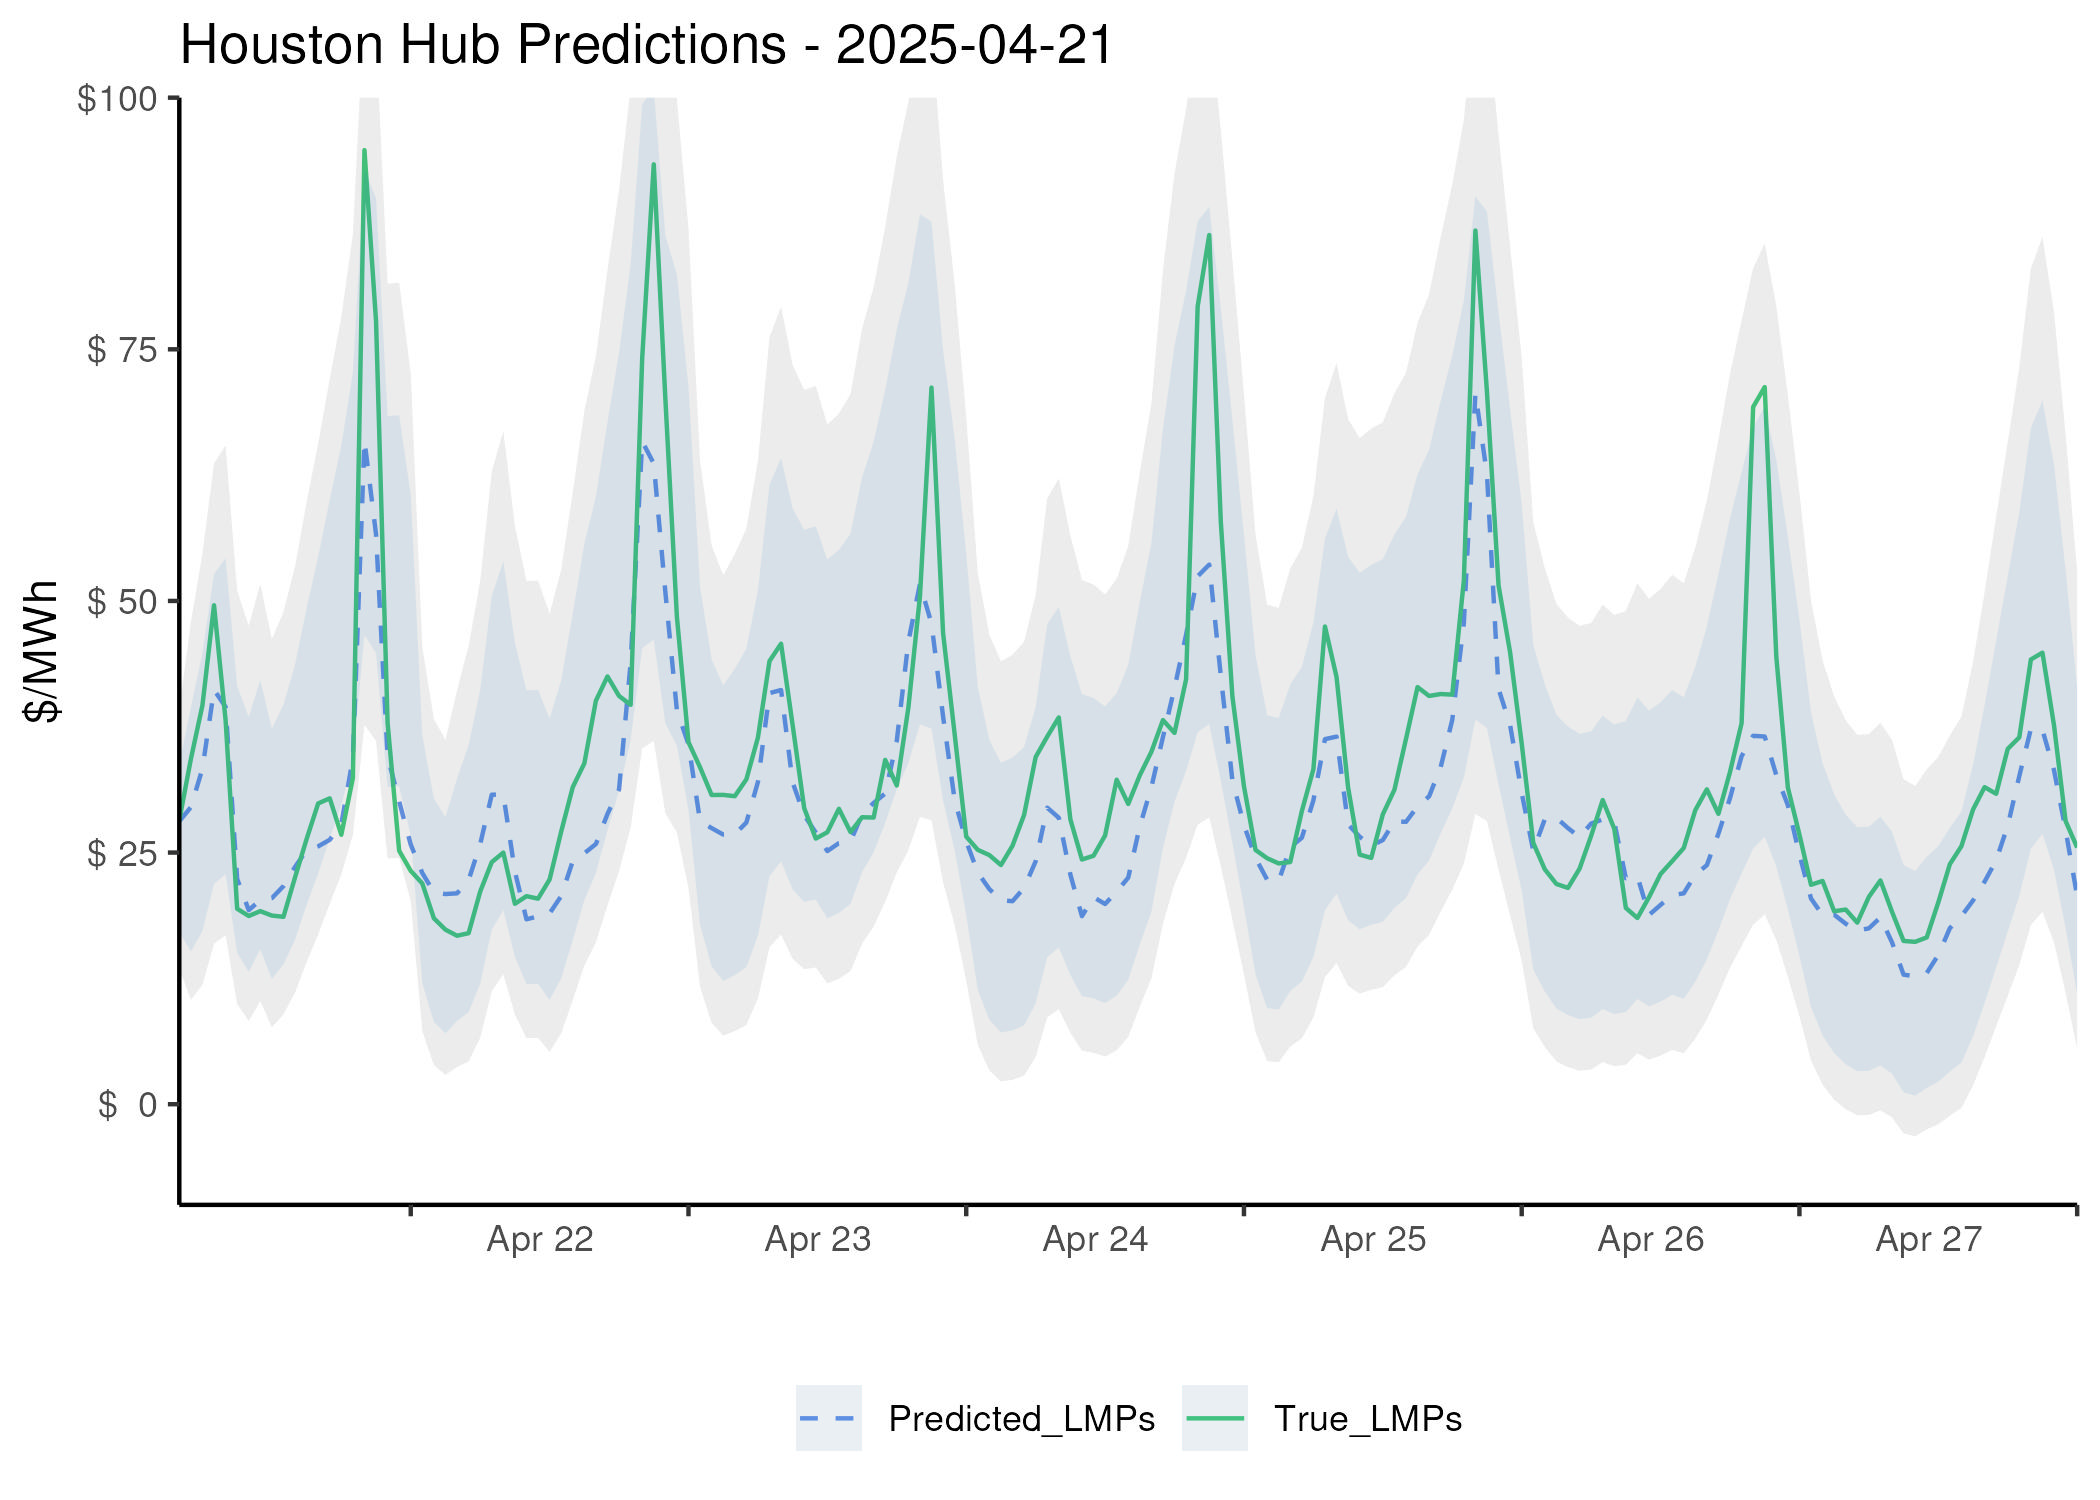 Houston Hub Predictions - 2025-04-21
$100
$ 75
$ 50
$ 25
$ 0
$/MWh
Apr 22 Apr 23 Apr 24 Apr 25 Apr 26 Apr 27
Predicted_LMPs True_LMPs